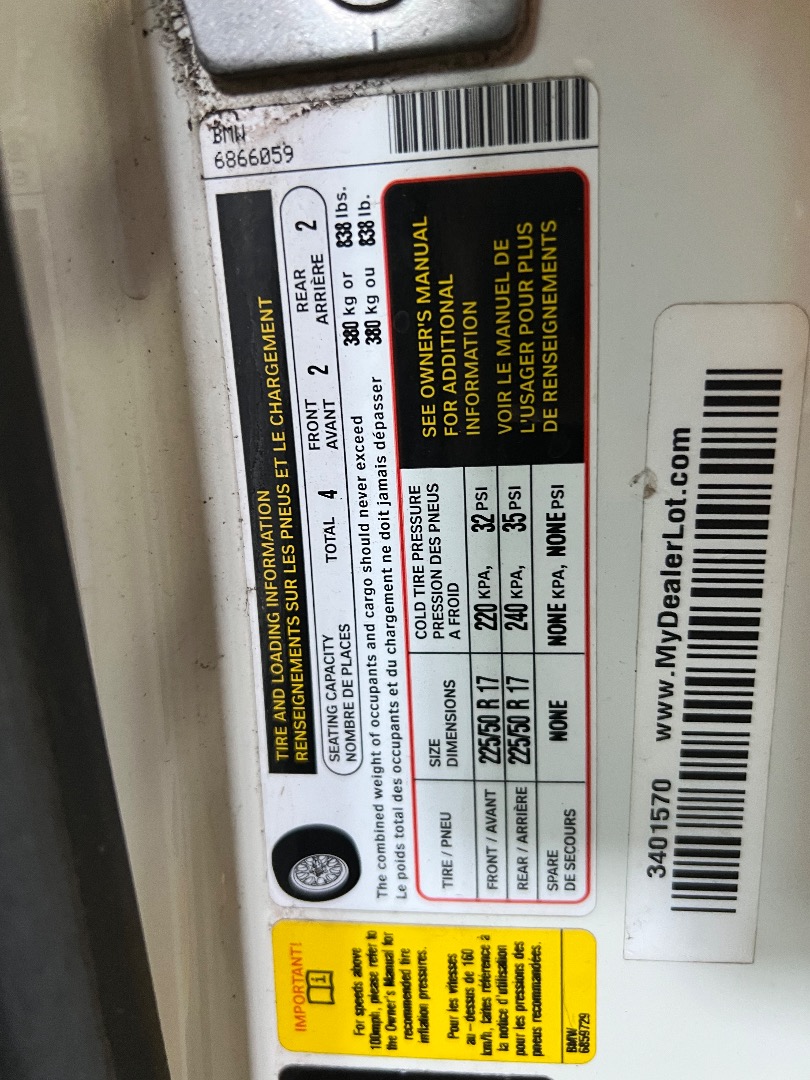 BMW
6866059
TIRE AND LOADING INFORMATION
RENSEIGNEMENTS SUR LES PNEUS ET LE CHARGEMENT
SEATING CAPACITY
NOMBRE DE PLACES
TOTAL 4
FRONT
AVANT 2
REAR
ARRIÈRE 2
The combined weight of occupants and cargo should never exceed 380 kg or 838 lbs.
Le poids total des occupants et du chargement ne doit jamais dépasser 380 kg ou 838 lb.
TIRE / PNEU
SIZE
DIMENSIONS
COLD TIRE PRESSURE
PRESSION DES PNEUS
A FROID
FRONT / AVANT 225/50 R 17 220 KPA, 32 PSI
REAR / ARRIÈRE 225/50 R 17 240 KPA, 35 PSI
SPARE
DE SECOURS
NONE NONE KPA, NONE PSI
SEE OWNER'S MANUAL
FOR ADDITIONAL
INFORMATION
VOIR LE MANUEL DE
L'USAGER POUR PLUS
DE RENSEIGNEMENTS
IMPORTANT!
i
For speeds above
100mph, please refer to
the Owner's Manual for
recommended tire
inflation pressures.
Pour les vitesses
au-dessus de 160
km/h, faites référence à
la notice d'utilisation
pour les pressions des
pneus recommandées.
BMW
6859729
3401570 www.MyDealerLot.com